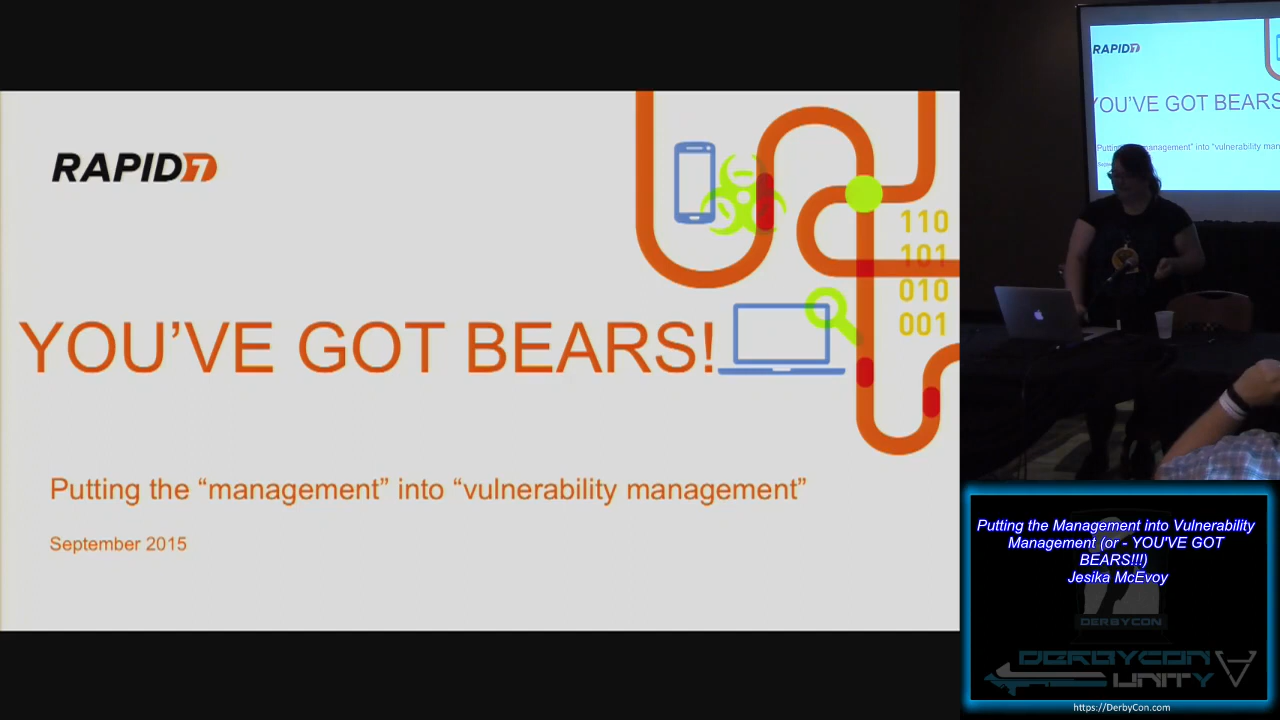 RAPID7
110
101
010
001
YOU'VE GOT BEARS!
Putting the “management” into “vulnerability management”
September 2015
RAPID7
YOU'VE GOT BEARS
Putting the Management into Vulnerability
Management (or - YOU'VE GOT
BEARS!!!)
Jesika McEvoy
DERBYCON
DERBYCON
UNITY
https://DerbyCon.com